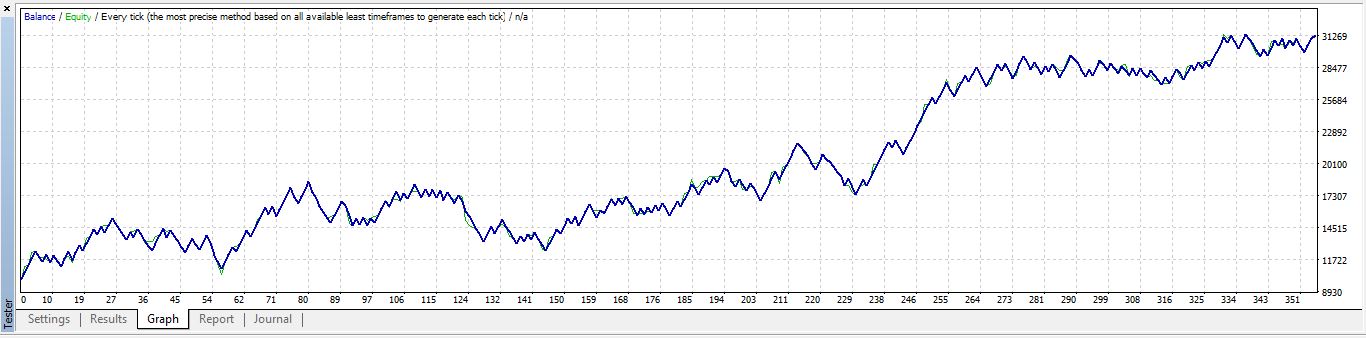 Balance / Equity / Every tick (the most precise method based on all available least timeframes to generate each tick) / n/a
31269
28477
25684
22892
20100
17307
14515
11722
8930
0 10 19 27 36 45 54 62 71 80 89 97 106 115 124 132 141 150 159 168 176 185 194 203 211 220 229 238 246 255 264 273 281 290 299 308 316 325 334 343 351
Tester
Settings Results Graph Report Journal